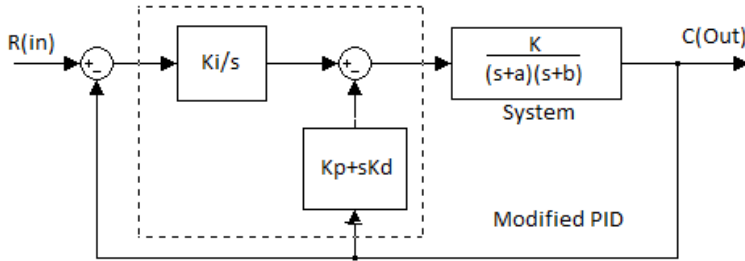 R(in)
+
-
Ki/s
+
-
K
(s+a)(s+b)
System
C(Out)
Kp+sKd
Modified PID